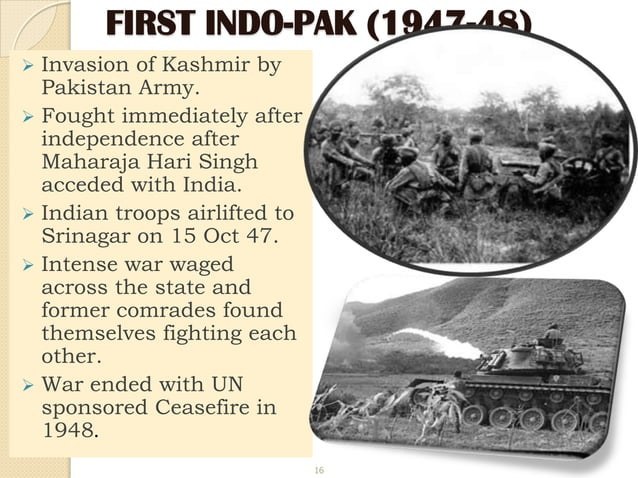 FIRST INDO-PAK (1947-48)
Invasion of Kashmir by
Pakistan Army.
Fought immediately after
independence after
Maharaja Hari Singh
acceded with India.
Indian troops airlifted to
Srinagar on 15 Oct 47.
Intense war waged
across the state and
former comrades found
themselves fighting each
other.
War ended with UN
sponsored Ceasefire in
1948.
16